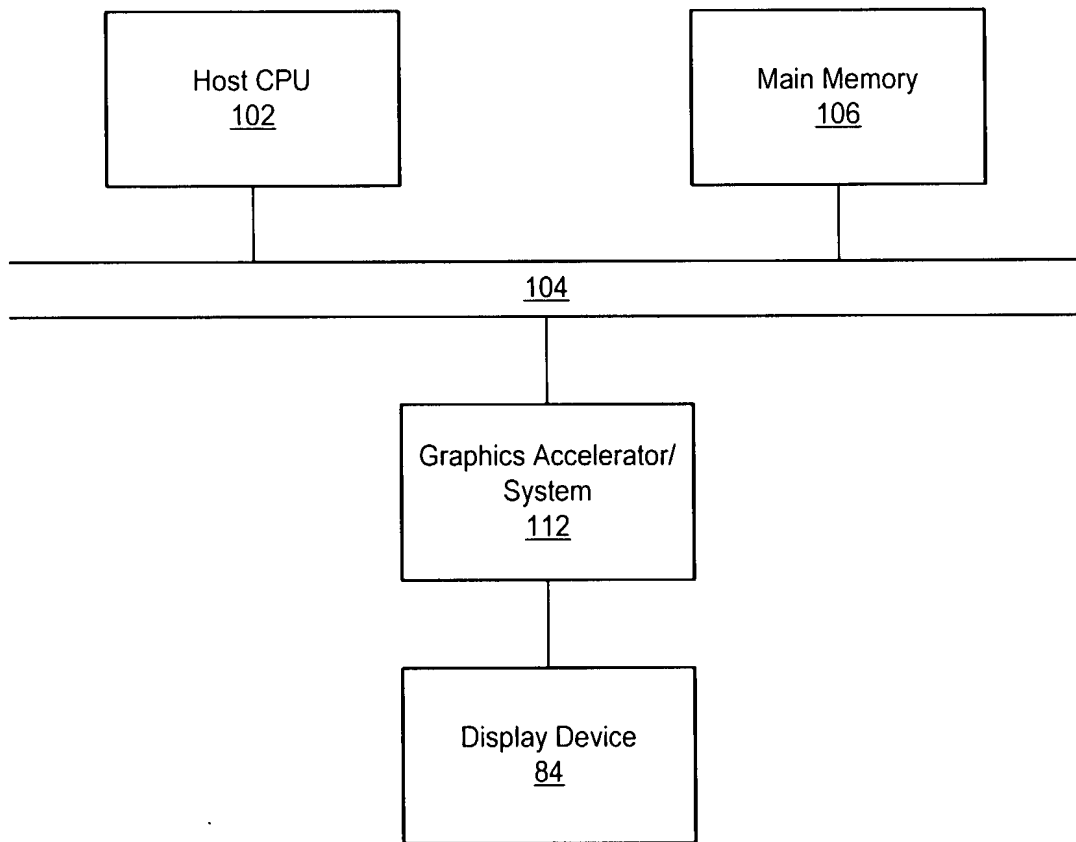 Host CPU
102
Main Memory
106
104
Graphics Accelerator/
System
112
Display Device
84